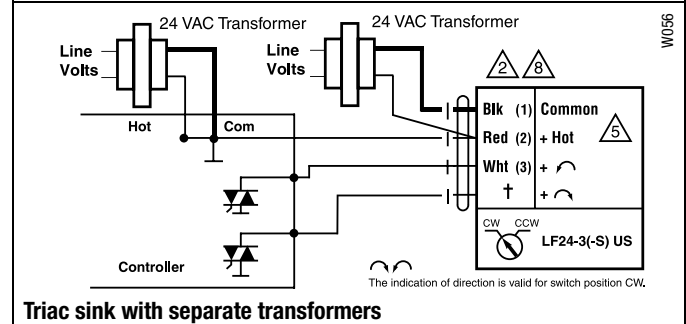 24 VAC Transformer
24 VAC Transformer
W056
Line
Volts
Line
Volts
2 8
Hot
Com
Blk (1) Common
Red (2) + Hot
5
Wht (3) +
† +
CW CCW
LF24-3(-S) US
Controller
The indication of direction is valid for switch position CW.
Triac sink with separate transformers